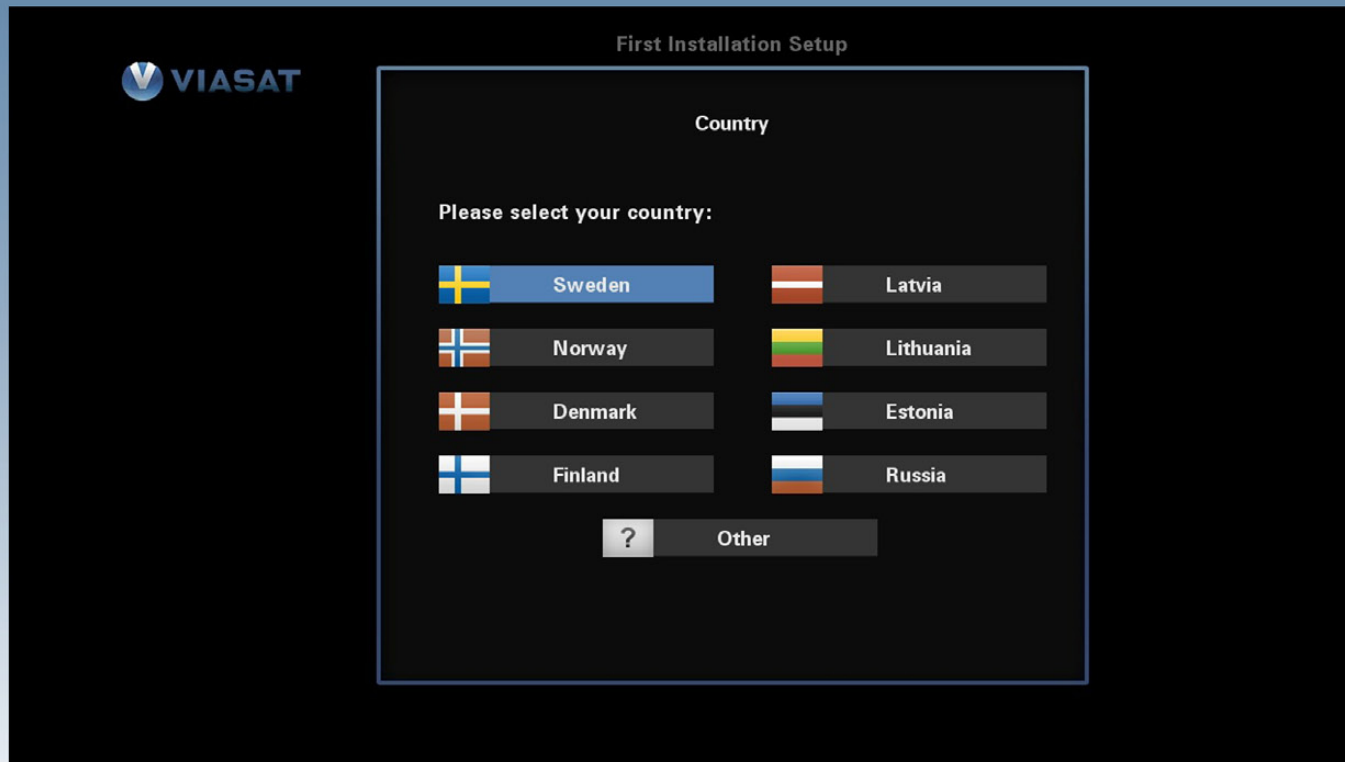 First Installation Setup
VIASAT
Country
Please select your country:
Sweden
Latvia
Norway
Lithuania
Denmark
Estonia
Finland
Russia
? Other